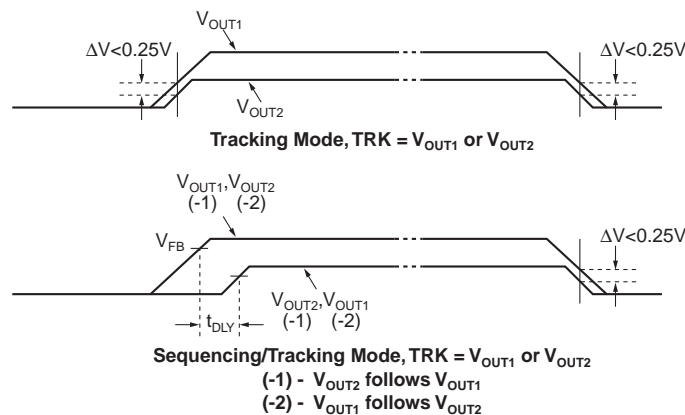 V_OUT1
ΔV<0.25V
ΔV<0.25V
V_OUT2
Tracking Mode, TRK = V_OUT1 or V_OUT2
V_OUT1, V_OUT2
(-1) (-2)
ΔV<0.25V
V_FB
V_OUT2, V_OUT1
t_DLY (-1) (-2)
Sequencing/Tracking Mode, TRK = V_OUT1 or V_OUT2
(-1) - V_OUT2 follows V_OUT1
(-2) - V_OUT1 follows V_OUT2